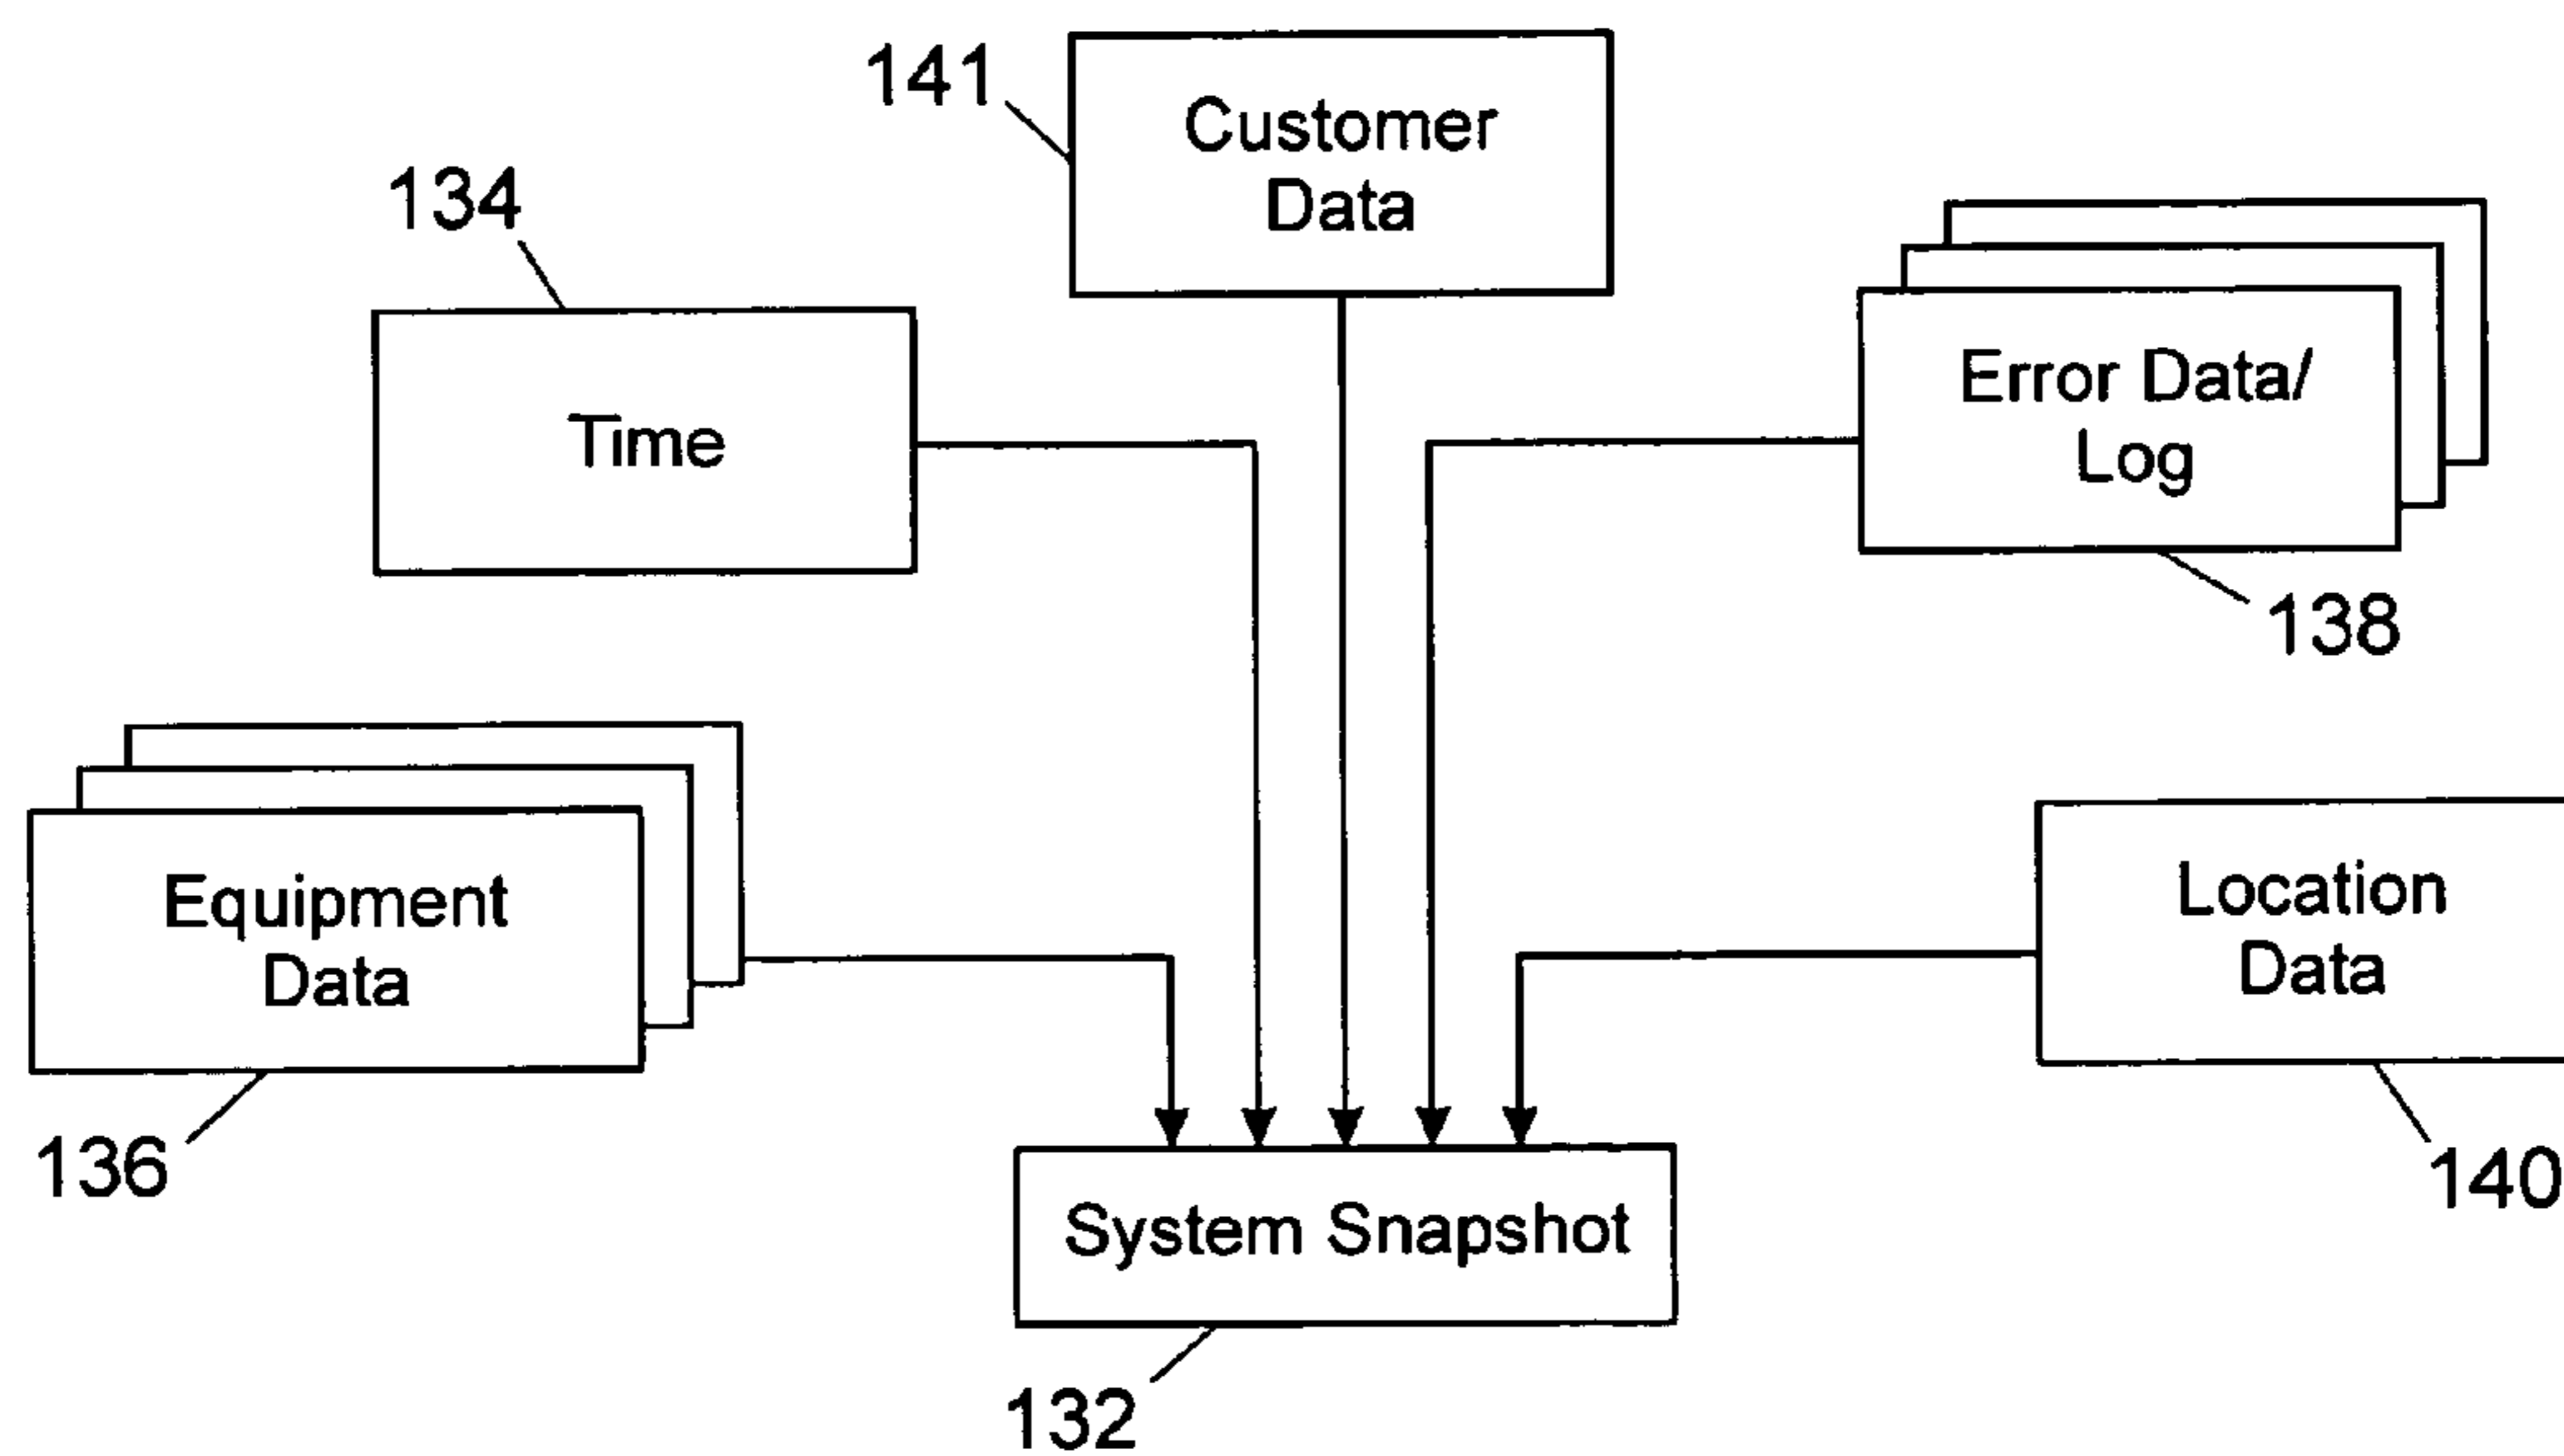 141
Customer
Data
134
Time
Error Data/
Log
138
Equipment
Data
136
Location
Data
140
System Snapshot
132